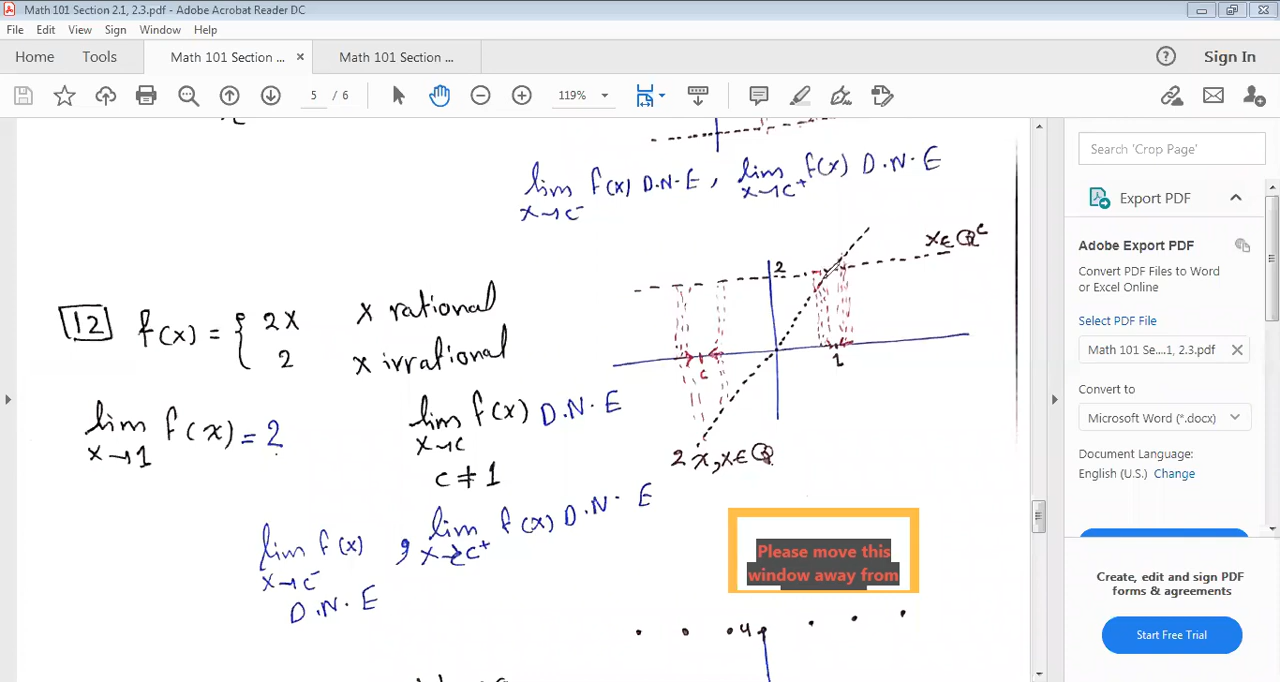 Math 101 Section 2.1, 2.3.pdf - Adobe Acrobat Reader DC
File Edit View Sign Window Help
Home Tools Math 101 Section ... × Math 101 Section ... ? Sign In
5 / 6 119%
lim f(x) D.N.E , lim f(x) D.N.E
x→c⁻ x→c⁺
12 f(x) = { 2x x rational
2 x irrational
lim f(x) = 2
x→1
lim f(x) D.N.E
x→c
c ≠ 1
lim f(x) , lim f(x) D.N.E
x→c⁻ x→c⁺
D.N.E
2
x∈ℚᶜ
c
1
2x, x∈ℚ
Please move this
window away from
4
Search 'Crop Page'
Export PDF
Adobe Export PDF
Convert PDF Files to Word
or Excel Online
Select PDF File
Math 101 Se....1, 2.3.pdf
Convert to
Microsoft Word (*.docx)
Document Language:
English (U.S.) Change
Create, edit and sign PDF
forms & agreements
Start Free Trial